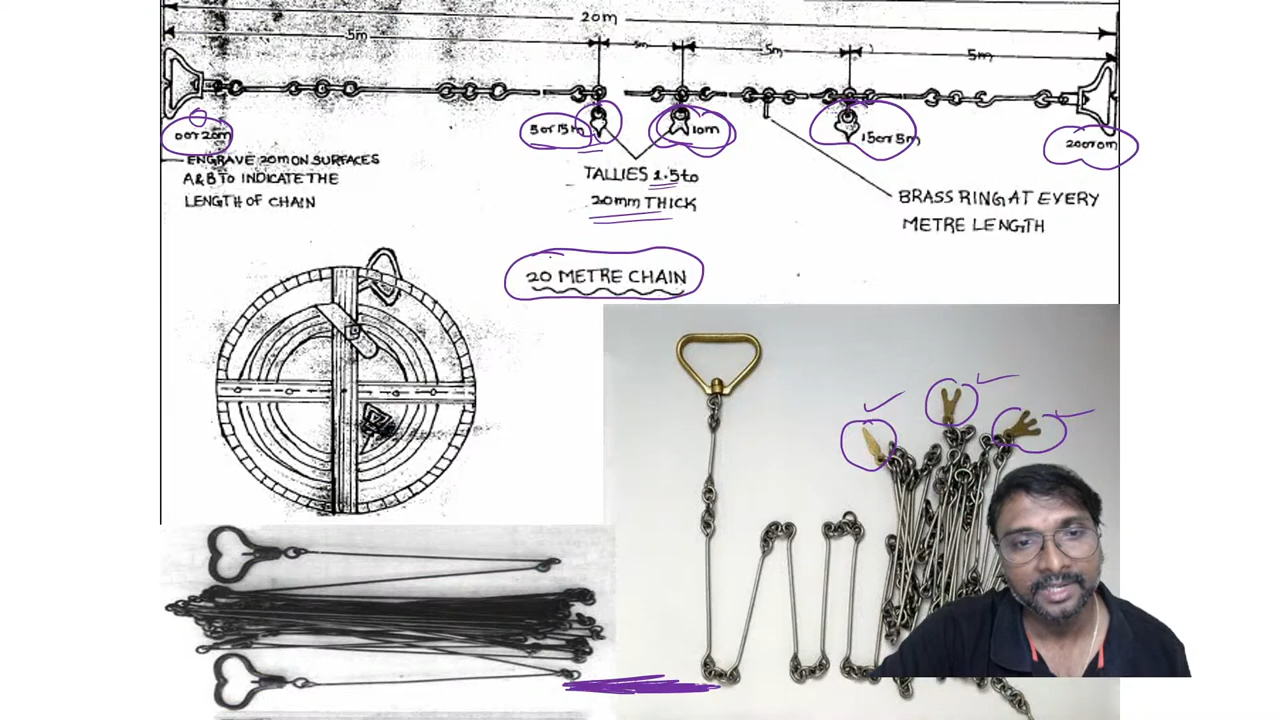 20m
5m
5m
5m
5m
0 or 20m
5 or 15m
10m
15 or 5m
20 or 0m
ENGRAVE 20m ON SURFACES
A&B TO INDICATE THE
LENGTH OF CHAIN
TALLIES 1.5 to
20mm THICK
BRASS RING AT EVERY
METRE LENGTH
20 METRE CHAIN